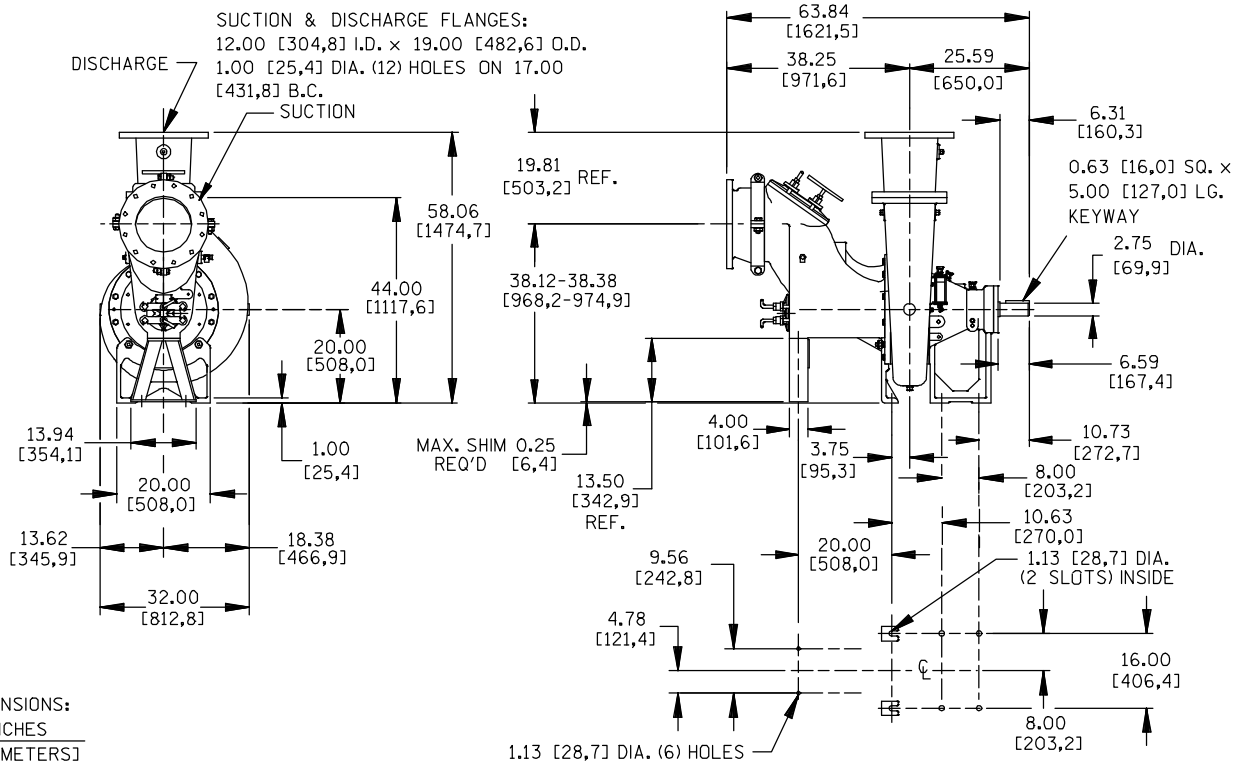 SUCTION & DISCHARGE FLANGES:
12.00 [304,8] I.D. × 19.00 [482,6] O.D.
1.00 [25,4] DIA. (12) HOLES ON 17.00
[431,8] B.C.
DISCHARGE
SUCTION
58.06
[1474,7]
44.00
[1117,6]
20.00
[508,0]
13.94
[354,1]
1.00
[25,4]
20.00
[508,0]
13.62
[345,9]
18.38
[466,9]
32.00
[812,8]
63.84
[1621,5]
38.25
[971,6]
25.59
[650,0]
6.31
[160,3]
19.81
[503,2] REF.
0.63 [16,0] SQ. ×
5.00 [127,0] LG.
KEYWAY
2.75
[69,9] DIA.
38.12-38.38
[968,2-974,9]
6.59
[167,4]
MAX. SHIM 0.25
REQ'D [6,4]
4.00
[101,6]
3.75
[95,3]
10.73
[272,7]
13.50
[342,9]
REF.
8.00
[203,2]
10.63
[270,0]
20.00
[508,0]
1.13 [28,7] DIA.
(2 SLOTS) INSIDE
9.56
[242,8]
4.78
[121,4]
CL
16.00
[406,4]
8.00
[203,2]
1.13 [28,7] DIA. (6) HOLES
NSIONS:
NCHES
METERS]